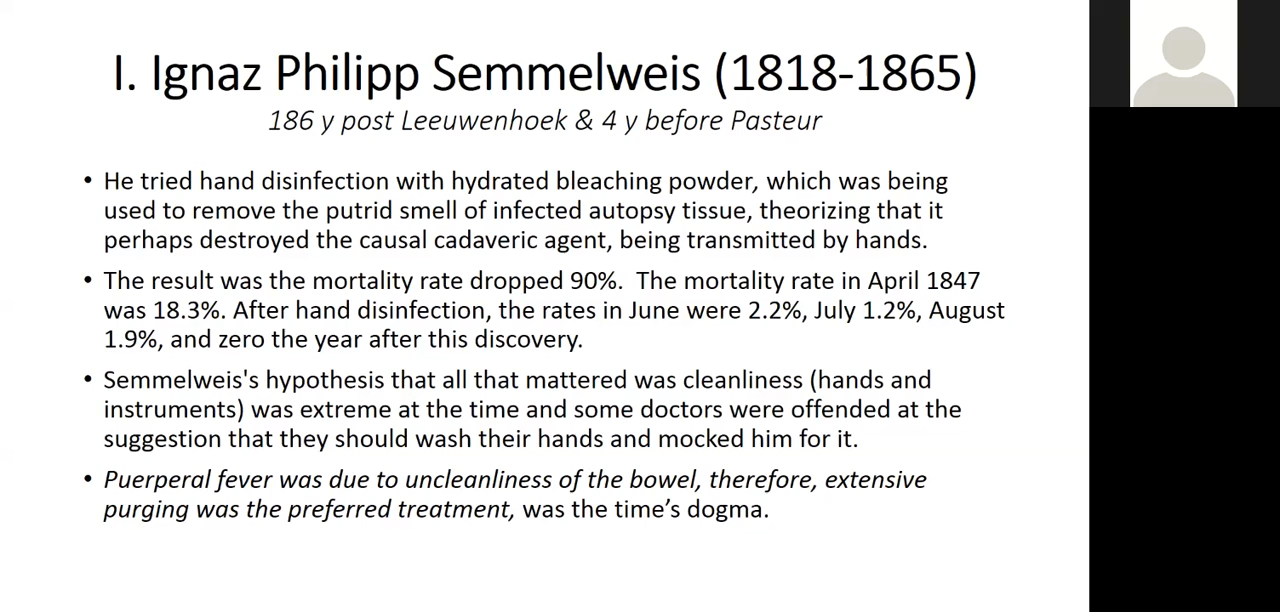 I. Ignaz Philipp Semmelweis (1818-1865)
186 y post Leeuwenhoek & 4 y before Pasteur
• He tried hand disinfection with hydrated bleaching powder, which was being
used to remove the putrid smell of infected autopsy tissue, theorizing that it
perhaps destroyed the causal cadaveric agent, being transmitted by hands.
• The result was the mortality rate dropped 90%.  The mortality rate in April 1847
was 18.3%. After hand disinfection, the rates in June were 2.2%, July 1.2%, August
1.9%, and zero the year after this discovery.
• Semmelweis's hypothesis that all that mattered was cleanliness (hands and
instruments) was extreme at the time and some doctors were offended at the
suggestion that they should wash their hands and mocked him for it.
• Puerperal fever was due to uncleanliness of the bowel, therefore, extensive
purging was the preferred treatment, was the time’s dogma.